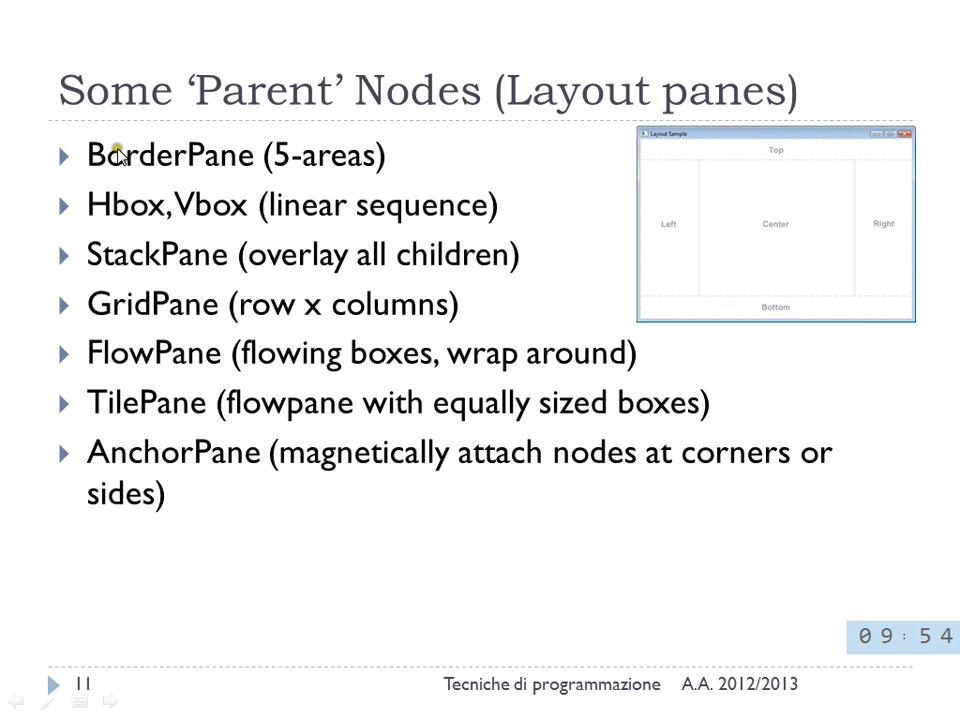 Some ‘Parent’ Nodes (Layout panes)
BorderPane (5-areas)
Hbox, Vbox (linear sequence)
StackPane (overlay all children)
GridPane (row x columns)
FlowPane (flowing boxes, wrap around)
TilePane (flowpane with equally sized boxes)
AnchorPane (magnetically attach nodes at corners or
sides)
Layout Sample
Top
Left
Center
Right
Bottom
09:54
11
Tecniche di programmazione
A.A. 2012/2013